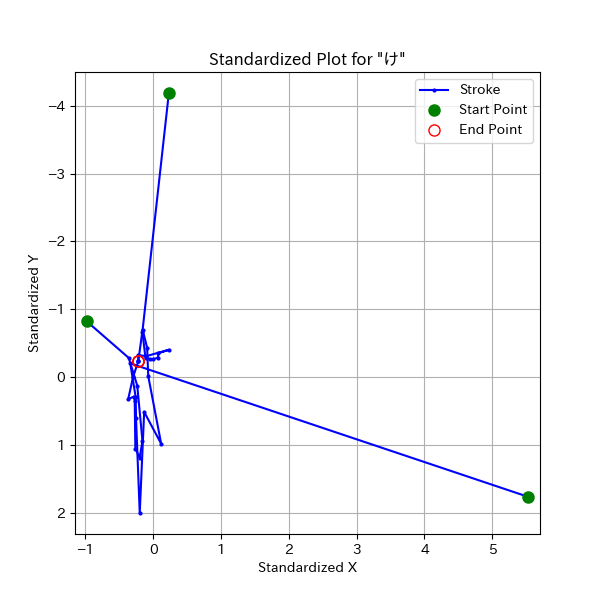 Standardized Plot for "け"
Stroke
Start Point
End Point
Standardized Y
−4
−3
−2
−1
0
1
2
−1 0 1 2 3 4 5
Standardized X